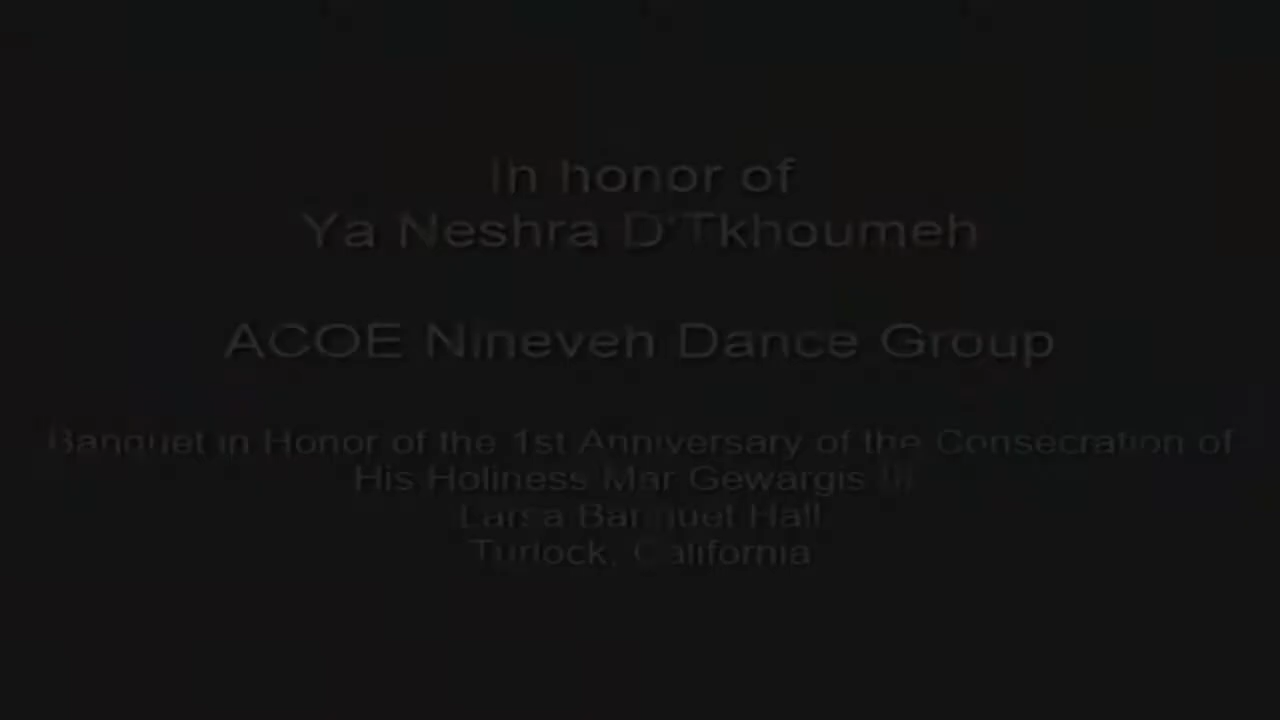 In honor of
Ya Neshra D'Tkhoumeh
ACOE Nineveh Dance Group
Banquet in Honor of the 1st Anniversary of the Consecration of
His Holiness Mar Gewargis III
Larsa Banquet Hall
Turlock, California